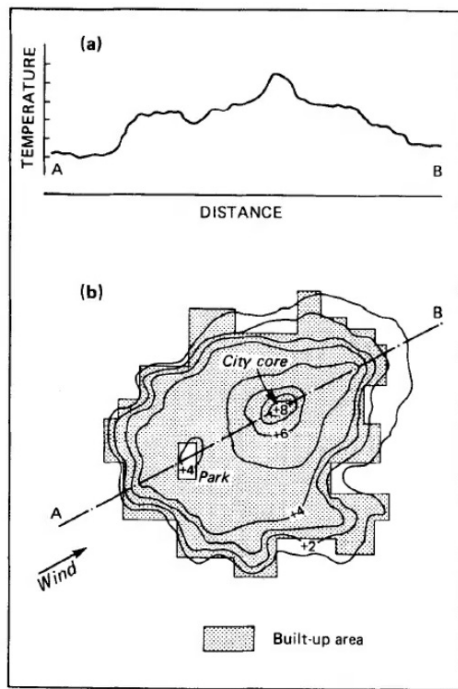 (a)
TEMPERATURE
A
B
DISTANCE
(b)
B
City core
+8
+6
+4
Park
A
+4
+2
Wind
Built-up area